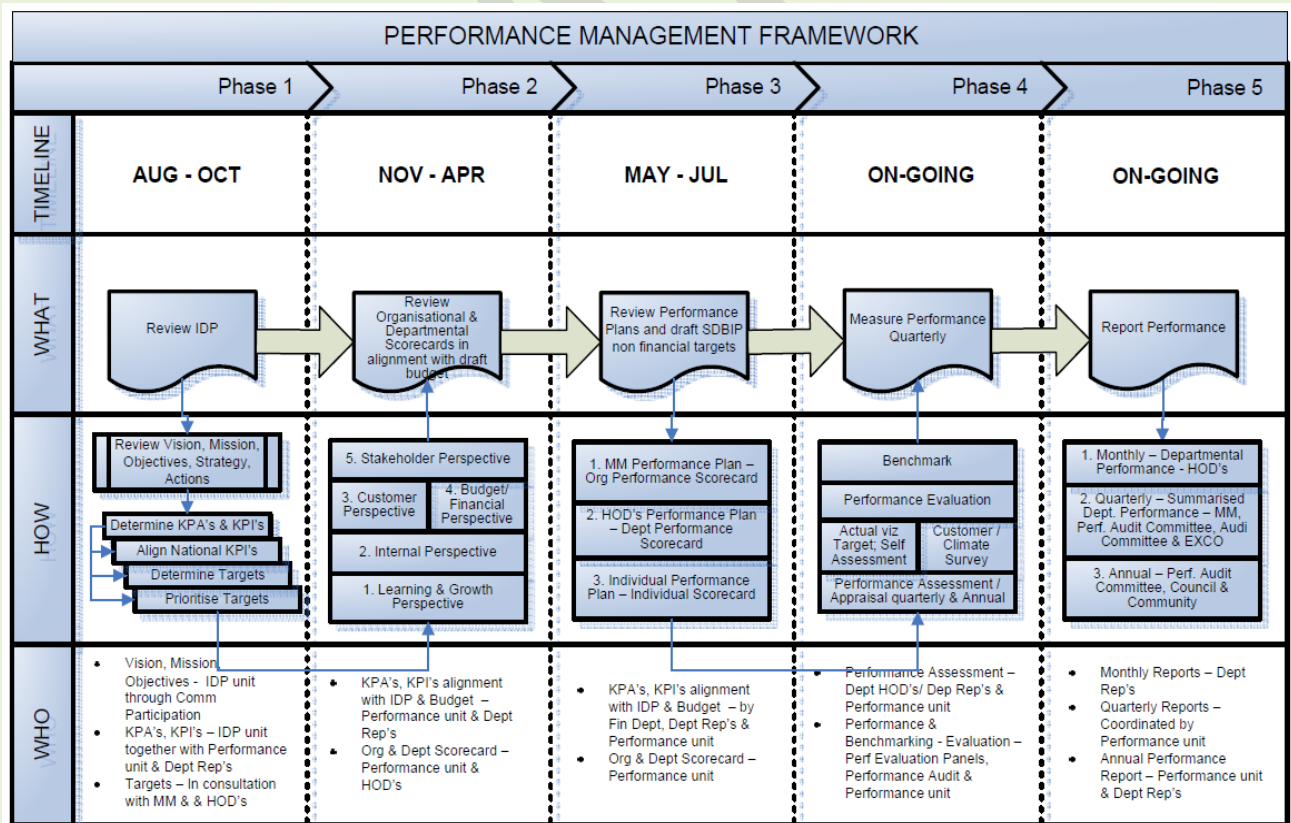 PERFORMANCE MANAGEMENT FRAMEWORK
Phase 1
Phase 2
Phase 3
Phase 4
Phase 5
TIMELINE
AUG - OCT
NOV - APR
MAY - JUL
ON-GOING
ON-GOING
WHAT
Review IDP
Review
Organisational &
Departmental
Scorecards in
alignment with draft
budget
Review Performance
Plans and draft SDBIP
non financial targets
Measure Performance
Quarterly
Report Performance
HOW
Review Vision, Mission,
Objectives, Strategy,
Actions
Determine KPA's & KPI's
Align National KPI's
Determine Targets
Prioritise Targets
5. Stakeholder Perspective
3. Customer
Perspective
4. Budget/
Financial
Perspective
2. Internal Perspective
1. Learning & Growth
Perspective
1. MM Performance Plan –
Org Performance Scorecard
2. HOD's Performance Plan
– Dept Performance
Scorecard
3. Individual Performance
Plan – Individual Scorecard
Benchmark
Performance Evaluation
Actual viz
Target; Self
Assessment
Customer /
Climate
Survey
Performance Assessment /
Appraisal quarterly & Annual
1. Monthly – Departmental
Performance - HOD's
2. Quarterly – Summarised
Dept. Performance – MM,
Perf. Audit Committee, Audi
Committee & EXCO
3. Annual – Perf. Audit
Committee, Council &
Community
WHO
• Vision, Mission,
Objectives - IDP unit
through Comm
Participation
• KPA's, KPI's – IDP unit
together with Performance
unit & Dept Rep's
• Targets – In consultation
with MM & & HOD's
• KPA's, KPI's alignment
with IDP & Budget –
Performance unit & Dept
Rep's
• Org & Dept Scorecard –
Performance unit &
HOD's
• KPA's, KPI's alignment
with IDP & Budget – by
Fin Dept, Dept Rep's &
Performance unit
• Org & Dept Scorecard –
Performance unit
• Performance Assessment –
Dept HOD's/ Dep Rep's &
Performance unit
• Performance &
Benchmarking - Evaluation –
Perf Evaluation Panels,
Performance Audit &
Performance unit
• Monthly Reports – Dept
Rep's
• Quarterly Reports –
Coordinated by
Performance unit
• Annual Performance
Report – Performance unit
& Dept Rep's